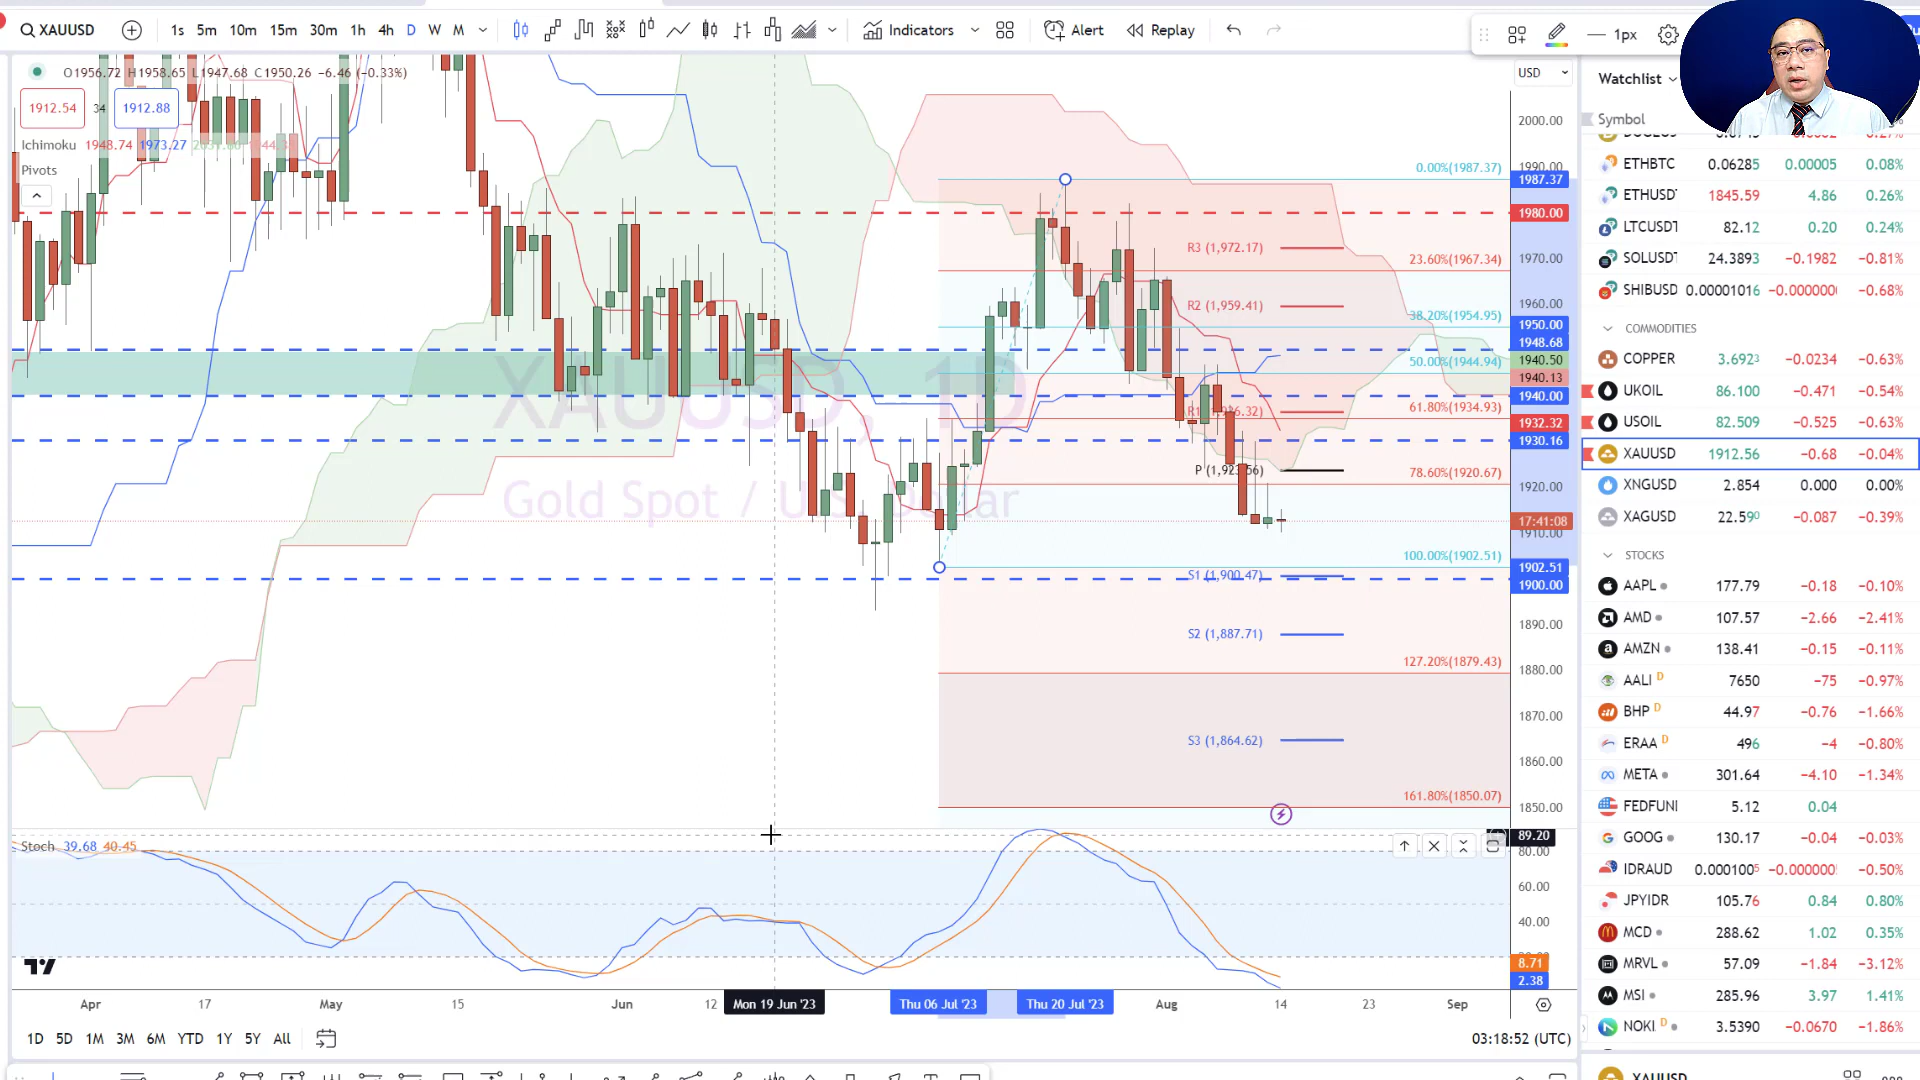 XAUUSD 1s 5m 10m 15m 30m 1h 4h D W M Indicators Alert Replay 1px
O1956.72 H1958.65 L1947.68 C1950.26 −6.46 (−0.33%)
1912.54 34 1912.88
Ichimoku 1948.74 1973.27
Pivots
XAUUSD, 1D
Gold Spot / U.S. Dollar
0.00%(1987.37)
R3 (1,972.17)
23.60%(1967.34)
R2 (1,959.41)
38.20%(1954.95)
50.00%(1944.94)
61.80%(1934.93)
P (1,923.56)
78.60%(1920.67)
100.00%(1902.51)
S1 (1,900.47)
S2 (1,887.71)
127.20%(1879.43)
S3 (1,864.62)
161.80%(1850.07)
USD
2000.00
1990.00
1987.37
1980.00
1970.00
1960.00
1950.00
1948.68
1940.50
1940.13
1940.00
1932.32
1930.16
1920.00
17:41:08
1910.00
1902.51
1900.00
1890.00
1880.00
1870.00
1860.00
1850.00
Stoch 39.68 40.45
89.20
80.00
60.00
40.00
8.71
2.38
Apr 17 May 15 Jun 12 Mon 19 Jun '23 Thu 06 Jul '23 Thu 20 Jul '23 Aug 14 23 Sep
1D 5D 1M 3M 6M YTD 1Y 5Y All
03:18:52 (UTC)
Watchlist
Symbol
ETHBTC 0.06285 0.00005 0.08%
ETHUSDT 1845.59 4.86 0.26%
LTCUSDT 82.12 0.20 0.24%
SOLUSDT 24.3893 −0.1982 −0.81%
SHIBUSD 0.00001016 −0.0000000 −0.68%
COMMODITIES
COPPER 3.6923 −0.0234 −0.63%
UKOIL 86.100 −0.471 −0.54%
USOIL 82.509 −0.525 −0.63%
XAUUSD 1912.56 −0.68 −0.04%
XNGUSD 2.854 0.000 0.00%
XAGUSD 22.590 −0.087 −0.39%
STOCKS
AAPL 177.79 −0.18 −0.10%
AMD 107.57 −2.66 −2.41%
AMZN 138.41 −0.15 −0.11%
AALI D 7650 −75 −0.97%
BHP D 44.97 −0.76 −1.66%
ERAA D 496 −4 −0.80%
META 301.64 −4.10 −1.34%
FEDFUNI 5.12 0.04
GOOG 130.17 −0.04 −0.03%
IDRAUD 0.0001005 −0.000000 −0.50%
JPYIDR 105.76 0.84 0.80%
MCD 288.62 1.02 0.35%
MRVL 57.09 −1.84 −3.12%
MSI 285.96 3.97 1.41%
NOKI D 3.5390 −0.0670 −1.86%
XAUUSD